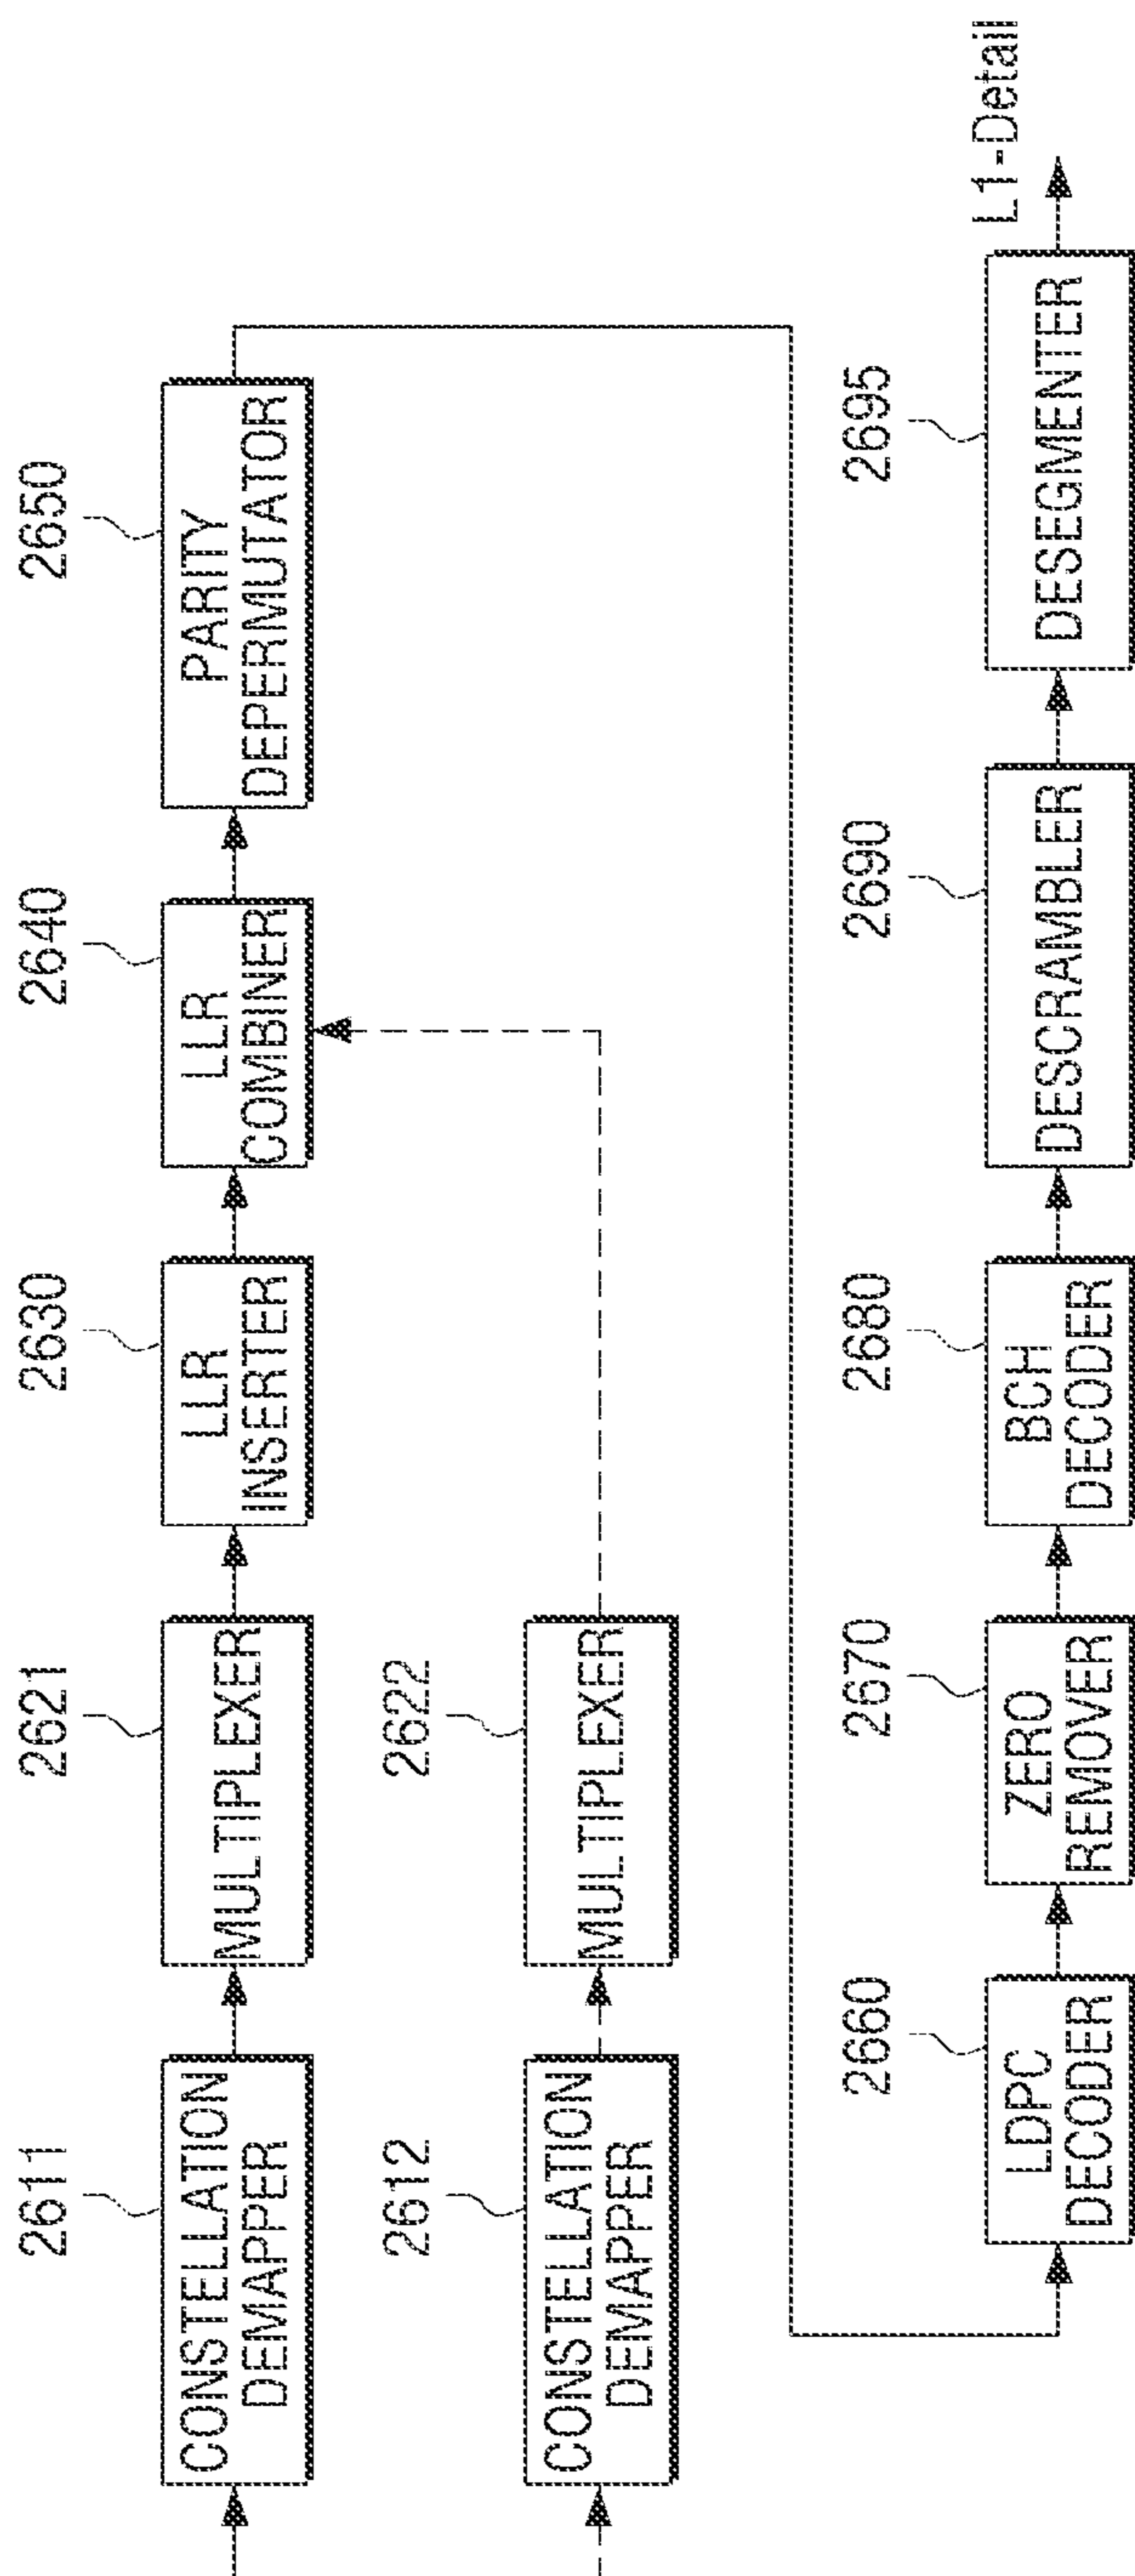 2611
CONSTELLATION
DEMAPPER
2621
MULTIPLEXER
2630
LLR
INSERTER
2640
LLR
COMBINER
2650
PARITY
DEPERMUTATOR
2612
CONSTELLATION
DEMAPPER
2622
MULTIPLEXER
2660
LDPC
DECODER
2670
ZERO
REMOVER
2680
BCH
DECODER
2690
DESCRAMBLER
2695
DESEGMENTER
L1-Detail